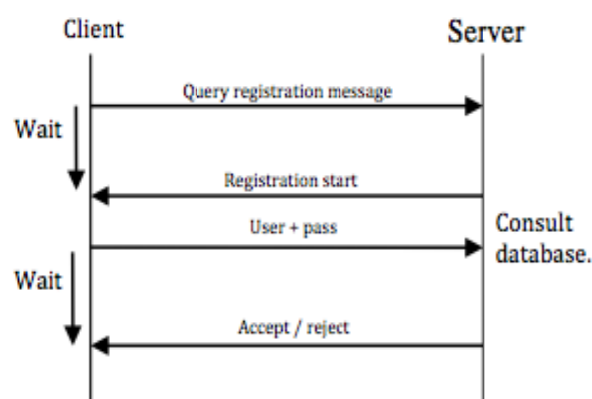 Client
Server
Query registration message
Wait
Registration start
User + pass
Consult
database.
Wait
Accept / reject